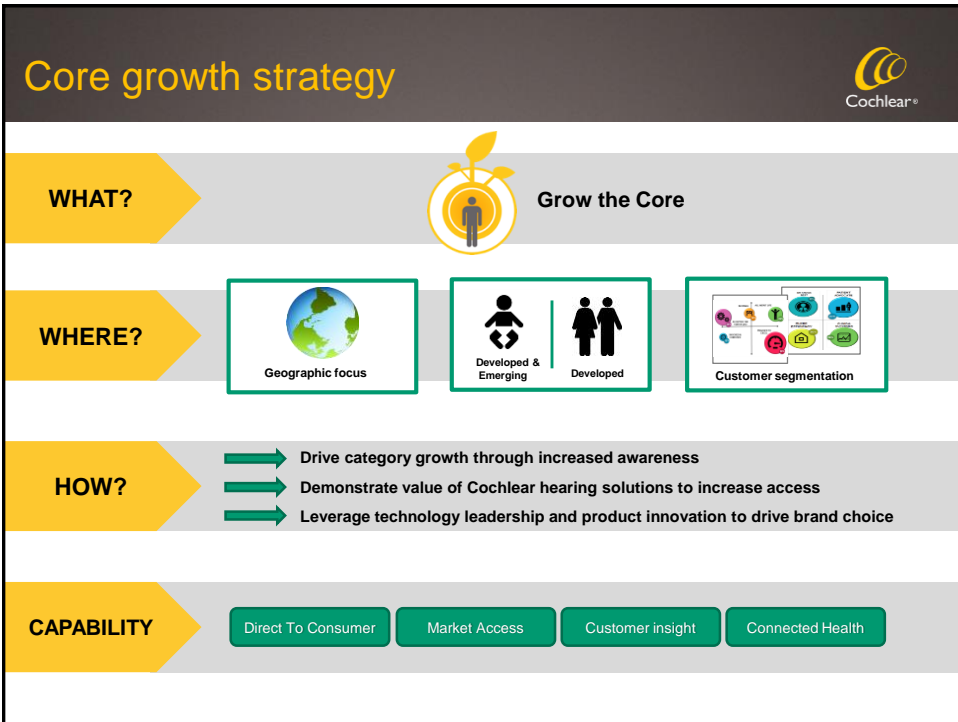 Core growth strategy
Cochlear®
WHAT?
Grow the Core
WHERE?
Geographic focus
Developed &
Emerging
Developed
Customer segmentation
HOW?
Drive category growth through increased awareness
Demonstrate value of Cochlear hearing solutions to increase access
Leverage technology leadership and product innovation to drive brand choice
CAPABILITY
Direct To Consumer
Market Access
Customer insight
Connected Health